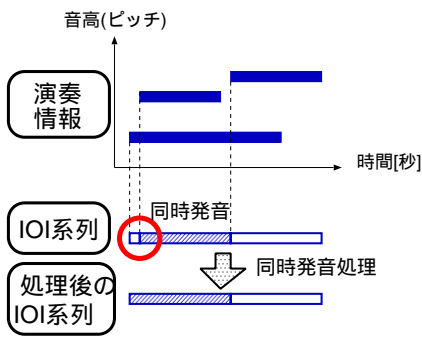 音高(ピッチ)
演奏
情報
時間[秒]
同時発音
IOI系列
同時発音処理
処理後の
IOI系列